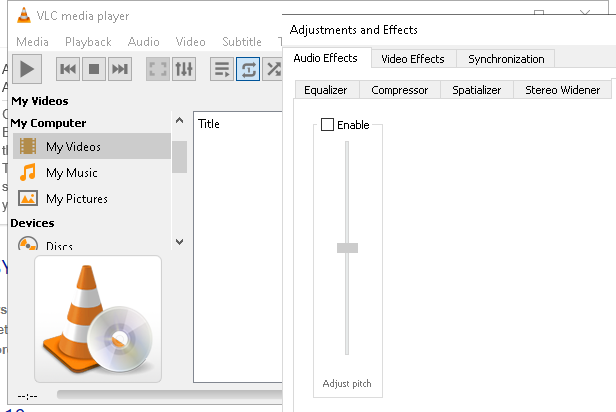 VLC media player
Media Playback Audio Video Subtitle
My Videos
My Computer
My Videos
My Music
My Pictures
Devices
Discs
Title
--:--
Adjustments and Effects
Audio Effects Video Effects Synchronization
Equalizer Compressor Spatializer Stereo Widener
Enable
Adjust pitch